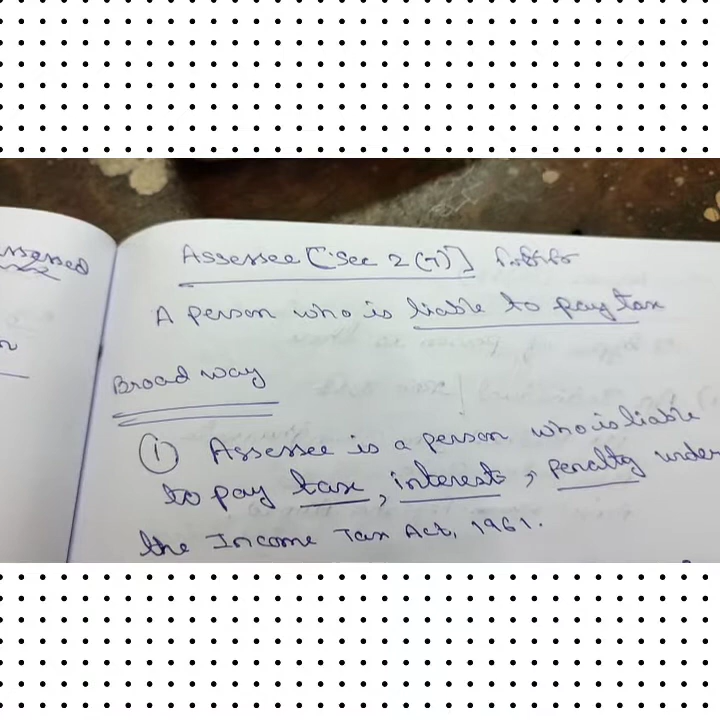 Assessee [Sec 2(7)]
A person who is liable to pay tax
Broad way
① Assessee is a person who is liable
to pay tax, interest, penalty under
the Income Tax Act, 1961.